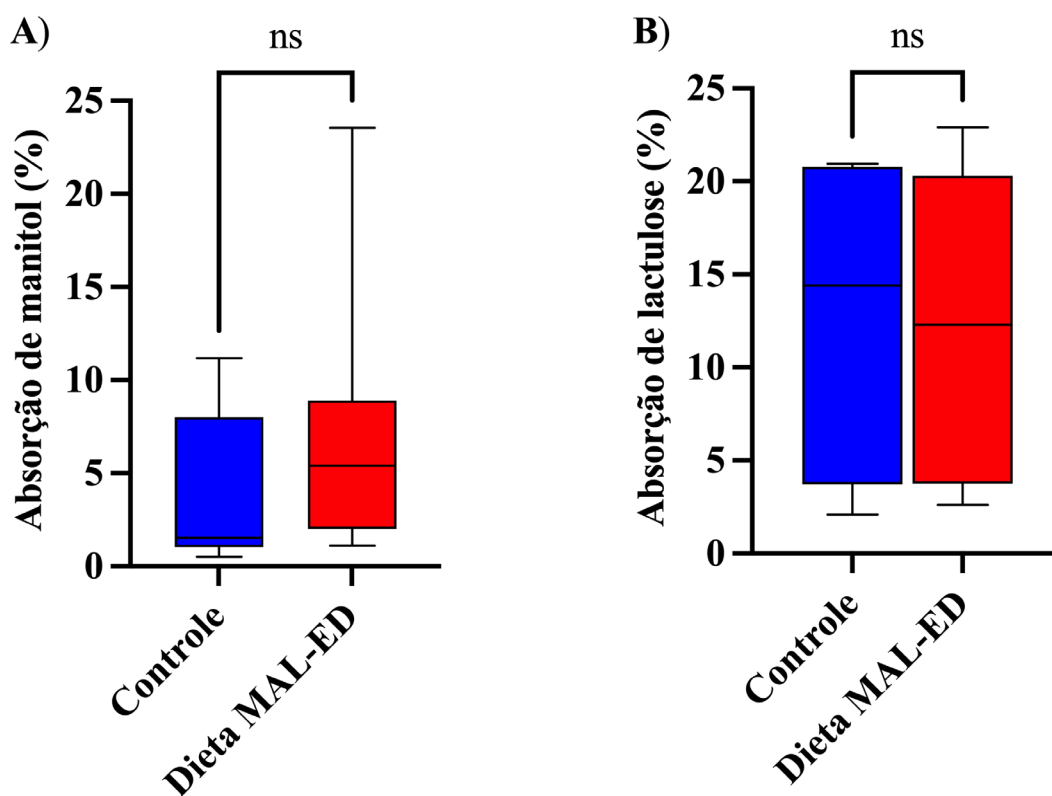 A)
ns
Absorção de manitol (%)
25
20
15
10
5
0
Controle
Dieta MAL-ED
B)
ns
Absorção de lactulose (%)
25
20
15
10
5
0
Controle
Dieta MAL-ED